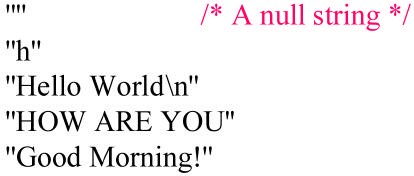 "" /* A null string */
"h"
"Hello World\n"
"HOW ARE YOU"
"Good Morning!"